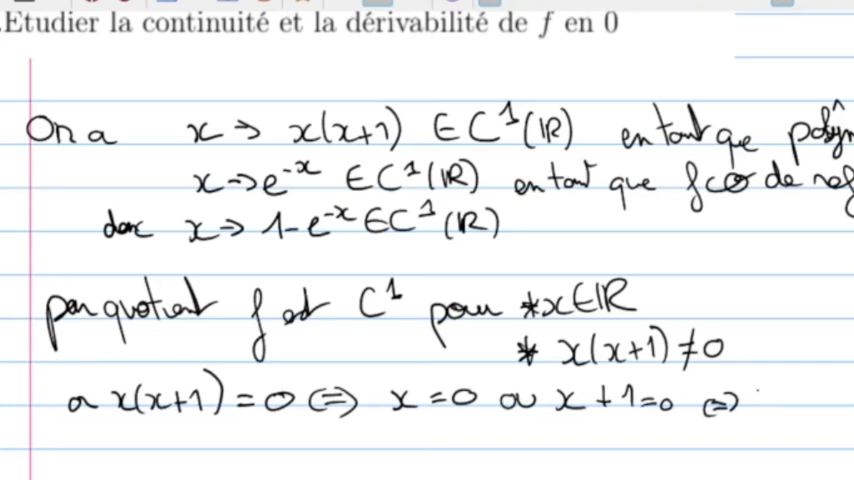 .Etudier la continuité et la dérivabilité de f en 0
On a x → x(x+1) ∈ C¹(ℝ) en tant que polyn
x → e⁻ˣ ∈ C¹(ℝ) en tant que fco de ref
donc x → 1-e⁻ˣ ∈ C¹(ℝ)
par quotient f est C¹ pour * x∈ℝ
* x(x+1) ≠ 0
or x(x+1) = 0 ⇔ x = 0 ou x + 1 = 0 ⇔